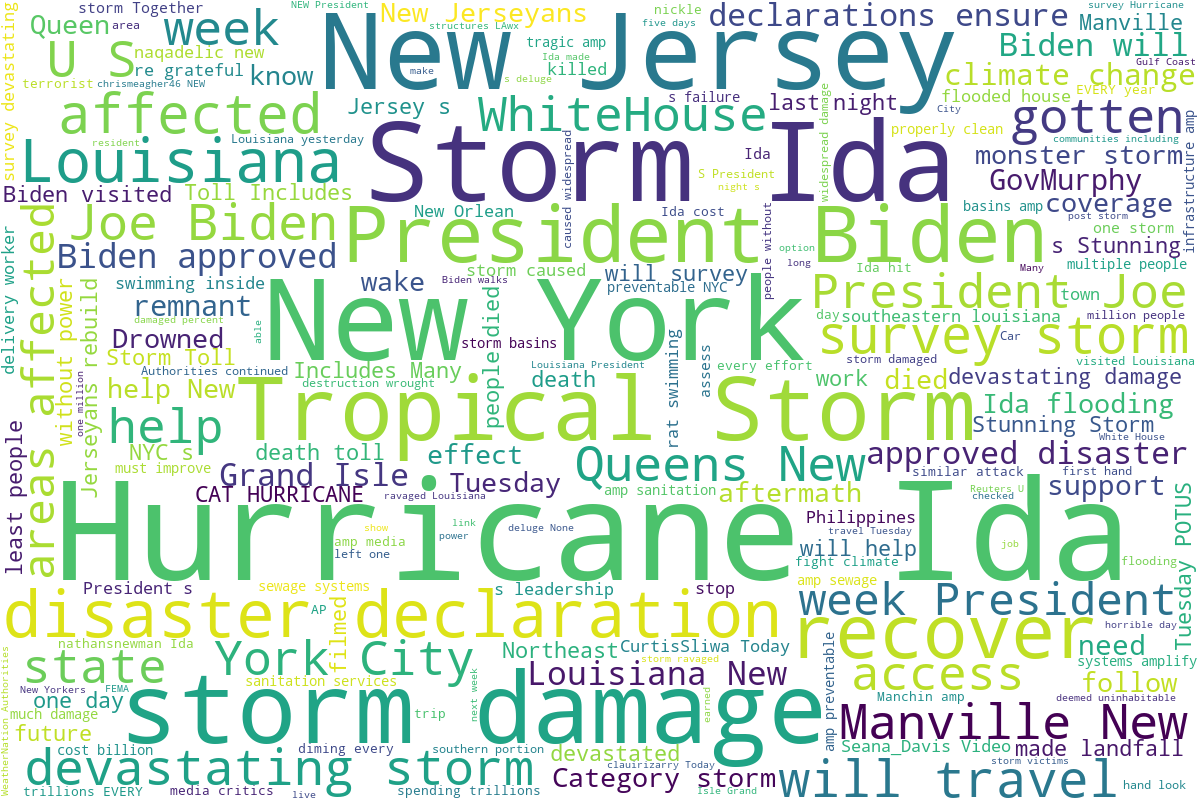 storm Together
NEW President
New Jerseyans
nickle
declarations ensure
survey Hurricane
Queen
area
week
structures LAwx
five days
Manville
survey devastating
U S
naqadelic new
New Jersey
tragic amp
Ida made
Biden will
re grateful
know
killed
Gulf Coast
terrorist
chrismeagher46 NEW
make
s deluge
climate change
EVERY year
flooded house
affected
Jersey s
WhiteHouse
s failure
last night
City
gotten
communities including
resident
Louisiana yesterday
Storm Ida
widespread damage
properly clean
infrastructure amp
Louisiana
caused widespread
Ida
monster storm
S President
night s
GovMurphy
Biden visited
Toll Includes
New Orlean
Ida cost
basins amp
coverage
post storm
one storm
Joe Biden
President Biden
people without
option
long
s Stunning
Biden approved
storm caused
will survey
Ida hit
Many
multiple people
delivery worker
areas affected
without power
Jerseyans rebuild
swimming inside
wake
Biden walks
preventable NYC
President Joe
town
remnant
New York
day
southeastern louisiana
million people
damaged percent
able
Drowned
storm basins
rat swimming
survey storm
Car
Storm Toll
people died
Louisiana President
assess
every effort
storm damaged
visited Louisiana
one million
Authorities continued
Includes Many
destruction wrought
death
work
died
devastating damage
help New
Tropical Storm
Ida flooding
help
Stunning Storm
White House
NYC s
death toll
effect
Queens New
approved disaster
must improve
Grand Isle
Tuesday
similar attack
first hand
least people
CAT HURRICANE
ravaged Louisiana
amp sanitation
aftermath
Reuters U
checked
support
Tuesday POTUS
Hurricane Ida
show
link
power
deluge None
Philippines
travel Tuesday
amp media
left one
will help
job
fight climate
flooding
President s
sewage systems
s leadership
stop
amp sewage
disaster declaration
AP
filmed
week President
horrible day
nathansnewman Ida
recover
need
state
York City
Northeast
CurtisSliwa Today
storm ravaged
systems amplify
WeatherNation Authorities
New Yorkers
FEMA
sanitation services
Louisiana New
access
follow
one day
storm damage
next week
earned
amp preventable
Manchin amp
deemed uninhabitable
much damage
future
trip
Manville New
cost billion
diming every
southern portion
devastated
Seana_Davis Video
made landfall
devastating storm
clauirizarry Today
storm victims
trillions EVERY
media critics
live
spending trillions
Category storm
Isle Grand
will travel
hand look